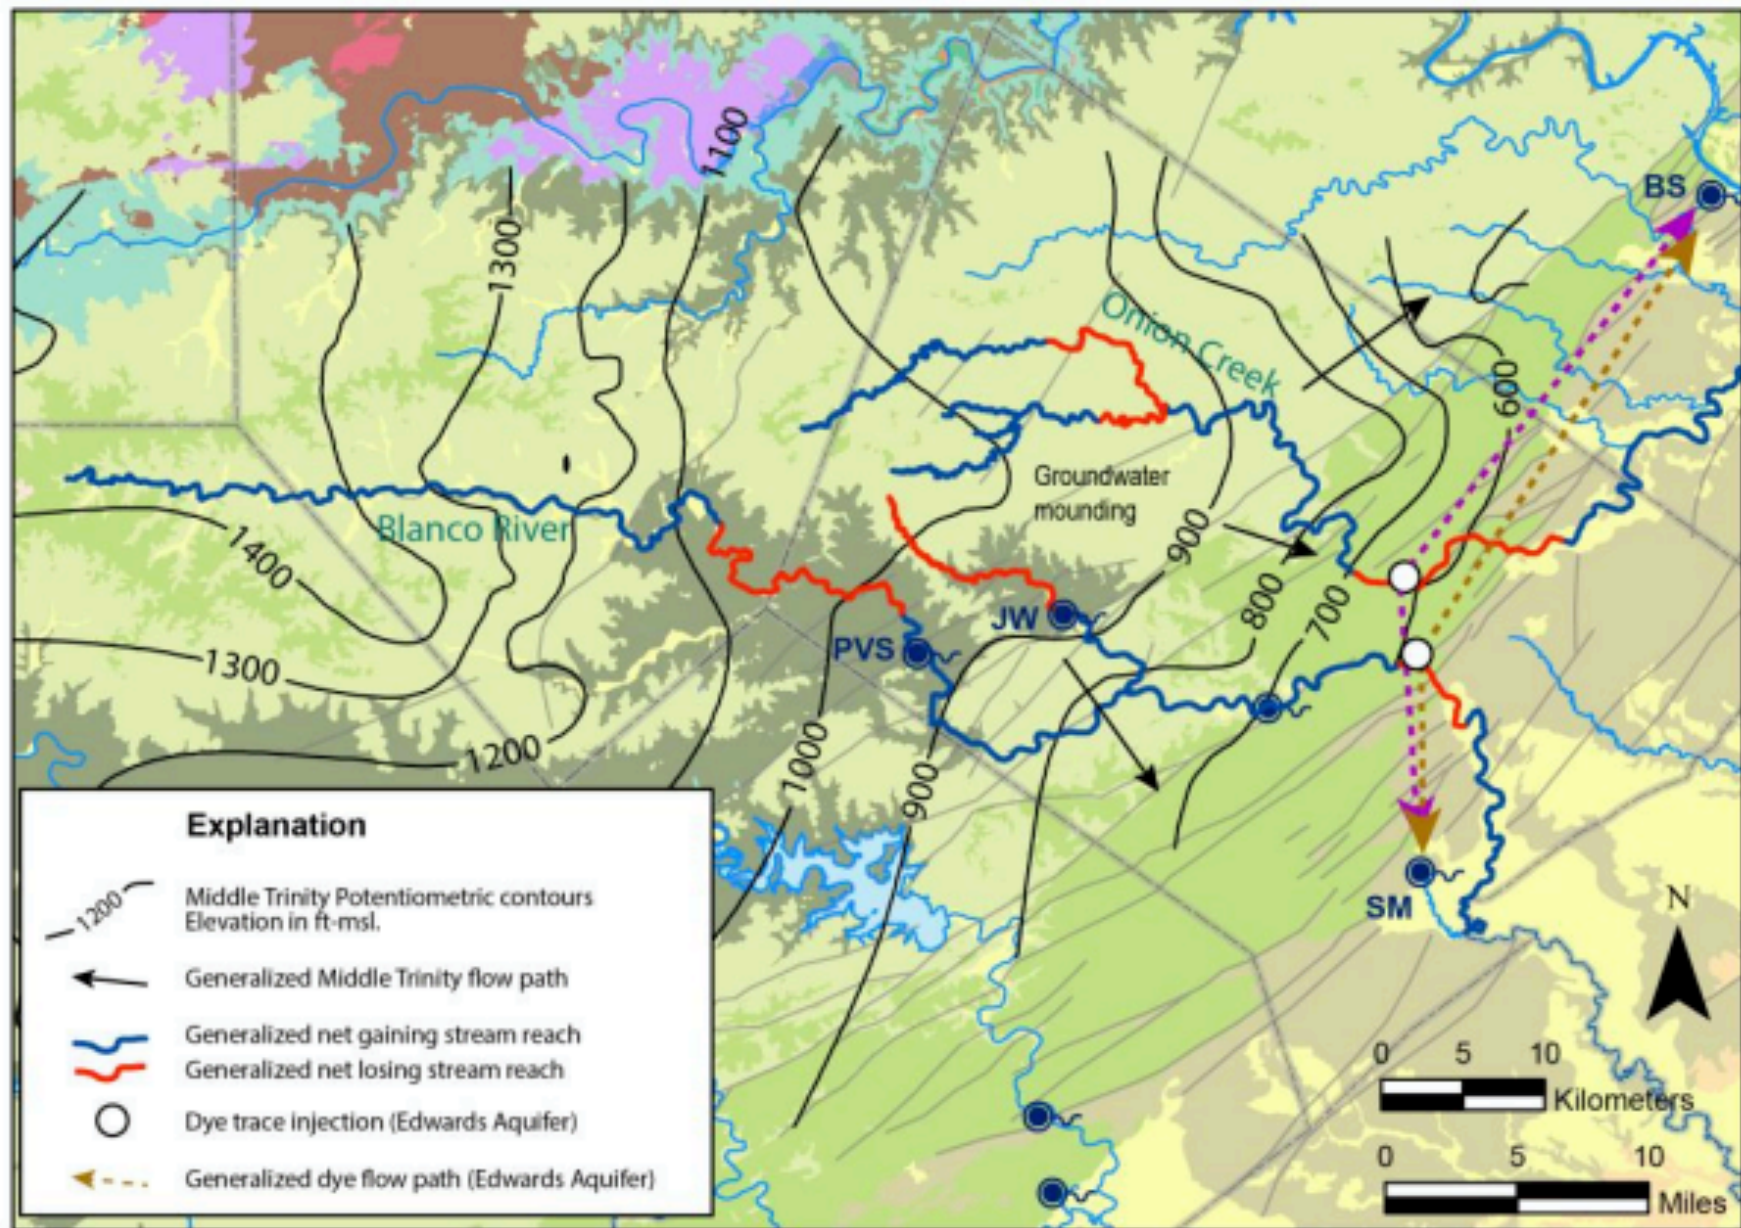 1100
BS
1300
Onion Creek
600
Groundwater
mounding
900
Blanco River
1400
800
700
JW
PVS
1300
1200
1000
900
SM
N
Explanation
1200
Middle Trinity Potentiometric contours
Elevation in ft-msl.
Generalized Middle Trinity flow path
Generalized net gaining stream reach
Generalized net losing stream reach
Dye trace injection (Edwards Aquifer)
Generalized dye flow path (Edwards Aquifer)
0 5 10
Kilometers
0 5 10
Miles